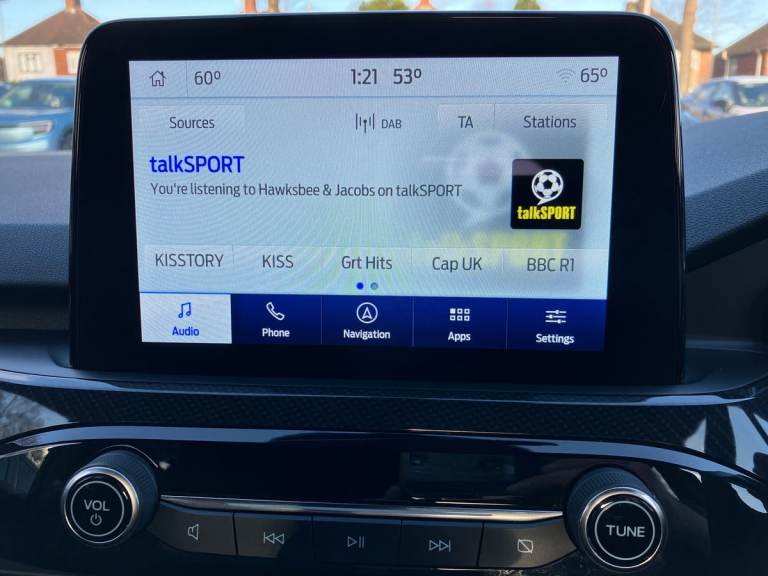 60° 1:21 53° 65°
Sources DAB TA Stations
talkSPORT
You're listening to Hawksbee & Jacobs on talkSPORT
talkSPORT
KISSTORY KISS Grt Hits Cap UK BBC R1
Audio Phone Navigation Apps Settings
VOL TUNE